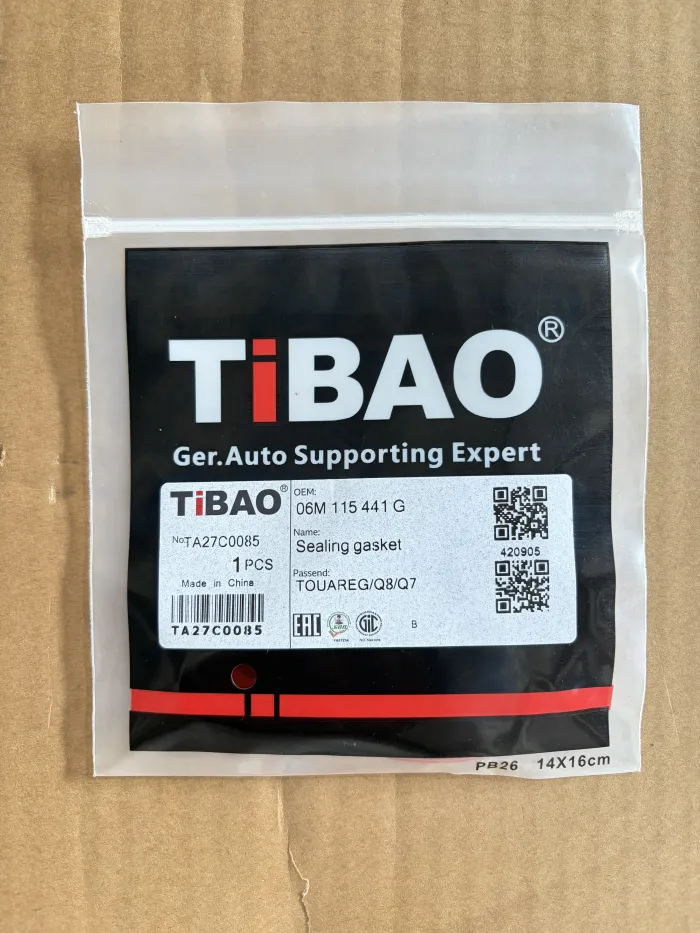 TiBAO®
Ger.Auto Supporting Expert
TiBAO®
No:TA27C0085
1 PCS
Made in China
TA27C0085
OEM:
06M 115 441 G
Name:
Sealing gasket
Passend:
TOUAREG/Q8/Q7
EAC
GIC
B
420905
PB26 14X16cm